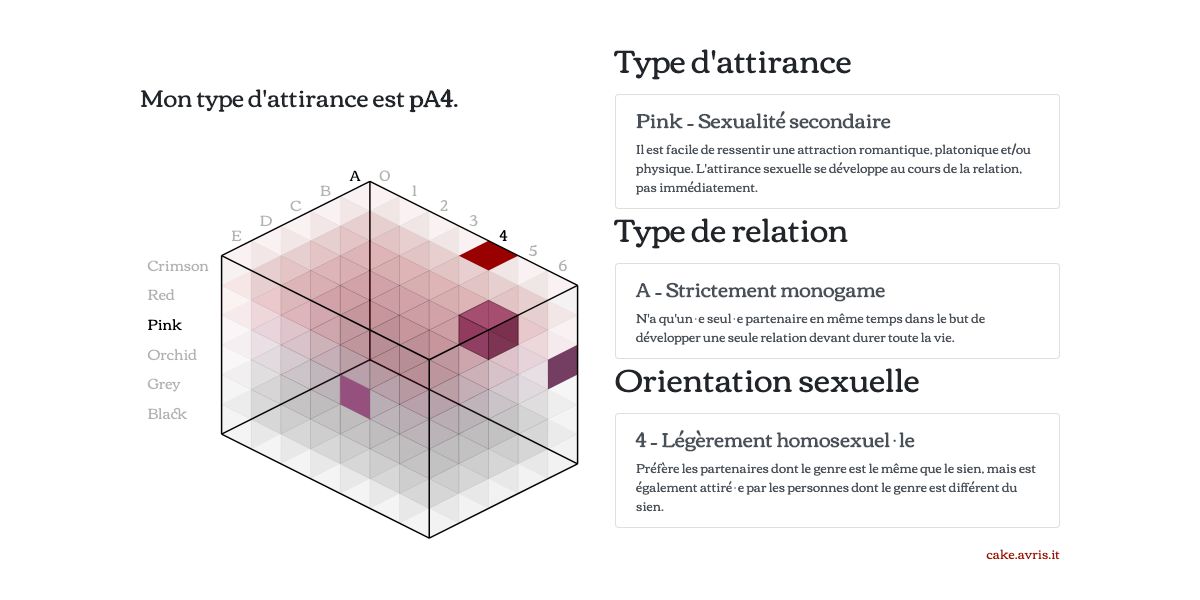 Mon type d'attirance est pA4.
A
O
B
1
C
2
D
3
E
4
5
6
Crimson
Red
Pink
Orchid
Grey
Black
Type d'attirance
Pink - Sexualité secondaire
Il est facile de ressentir une attraction romantique, platonique et/ou
physique. L'attirance sexuelle se développe au cours de la relation,
pas immédiatement.
Type de relation
A - Strictement monogame
N'a qu'un·e seul·e partenaire en même temps dans le but de
développer une seule relation devant durer toute la vie.
Orientation sexuelle
4 - Légèrement homosexuel·le
Préfère les partenaires dont le genre est le même que le sien, mais est
également attiré·e par les personnes dont le genre est différent du
sien.
cake.avris.it